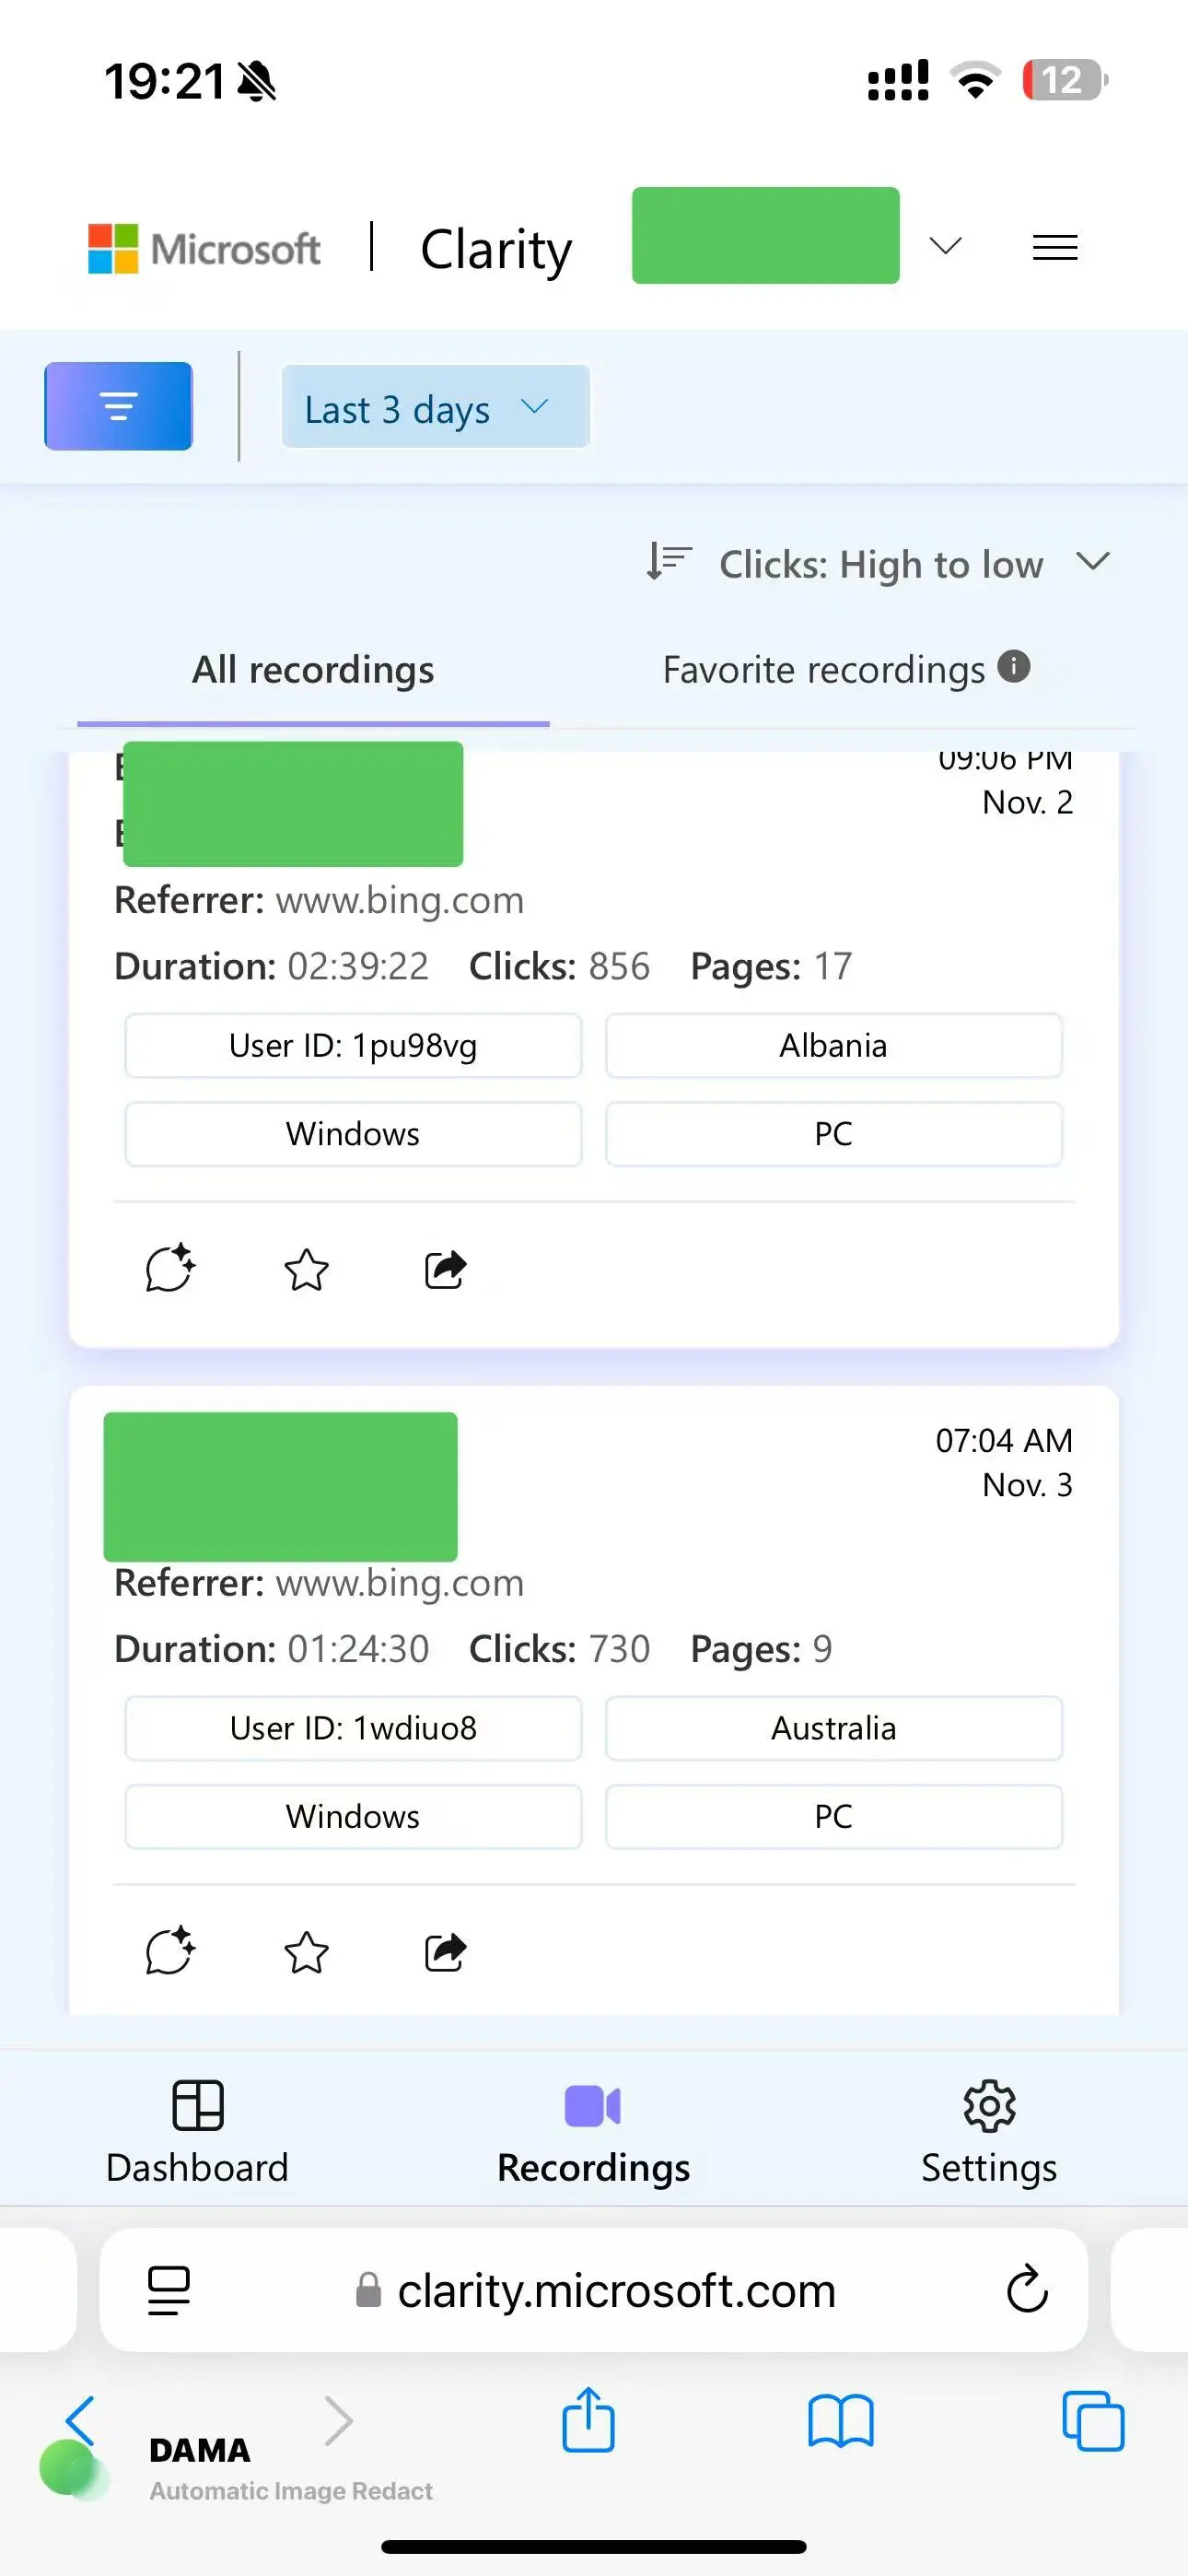 19:21
12
Microsoft | Clarity
Last 3 days
Clicks: High to low
All recordings
Favorite recordings
09:06 PM
Nov. 2
Referrer: www.bing.com
Duration: 02:39:22 Clicks: 856 Pages: 17
User ID: 1pu98vg
Albania
Windows
PC
07:04 AM
Nov. 3
Referrer: www.bing.com
Duration: 01:24:30 Clicks: 730 Pages: 9
User ID: 1wdiuo8
Australia
Windows
PC
Dashboard
Recordings
Settings
clarity.microsoft.com
DAMA
Automatic Image Redact